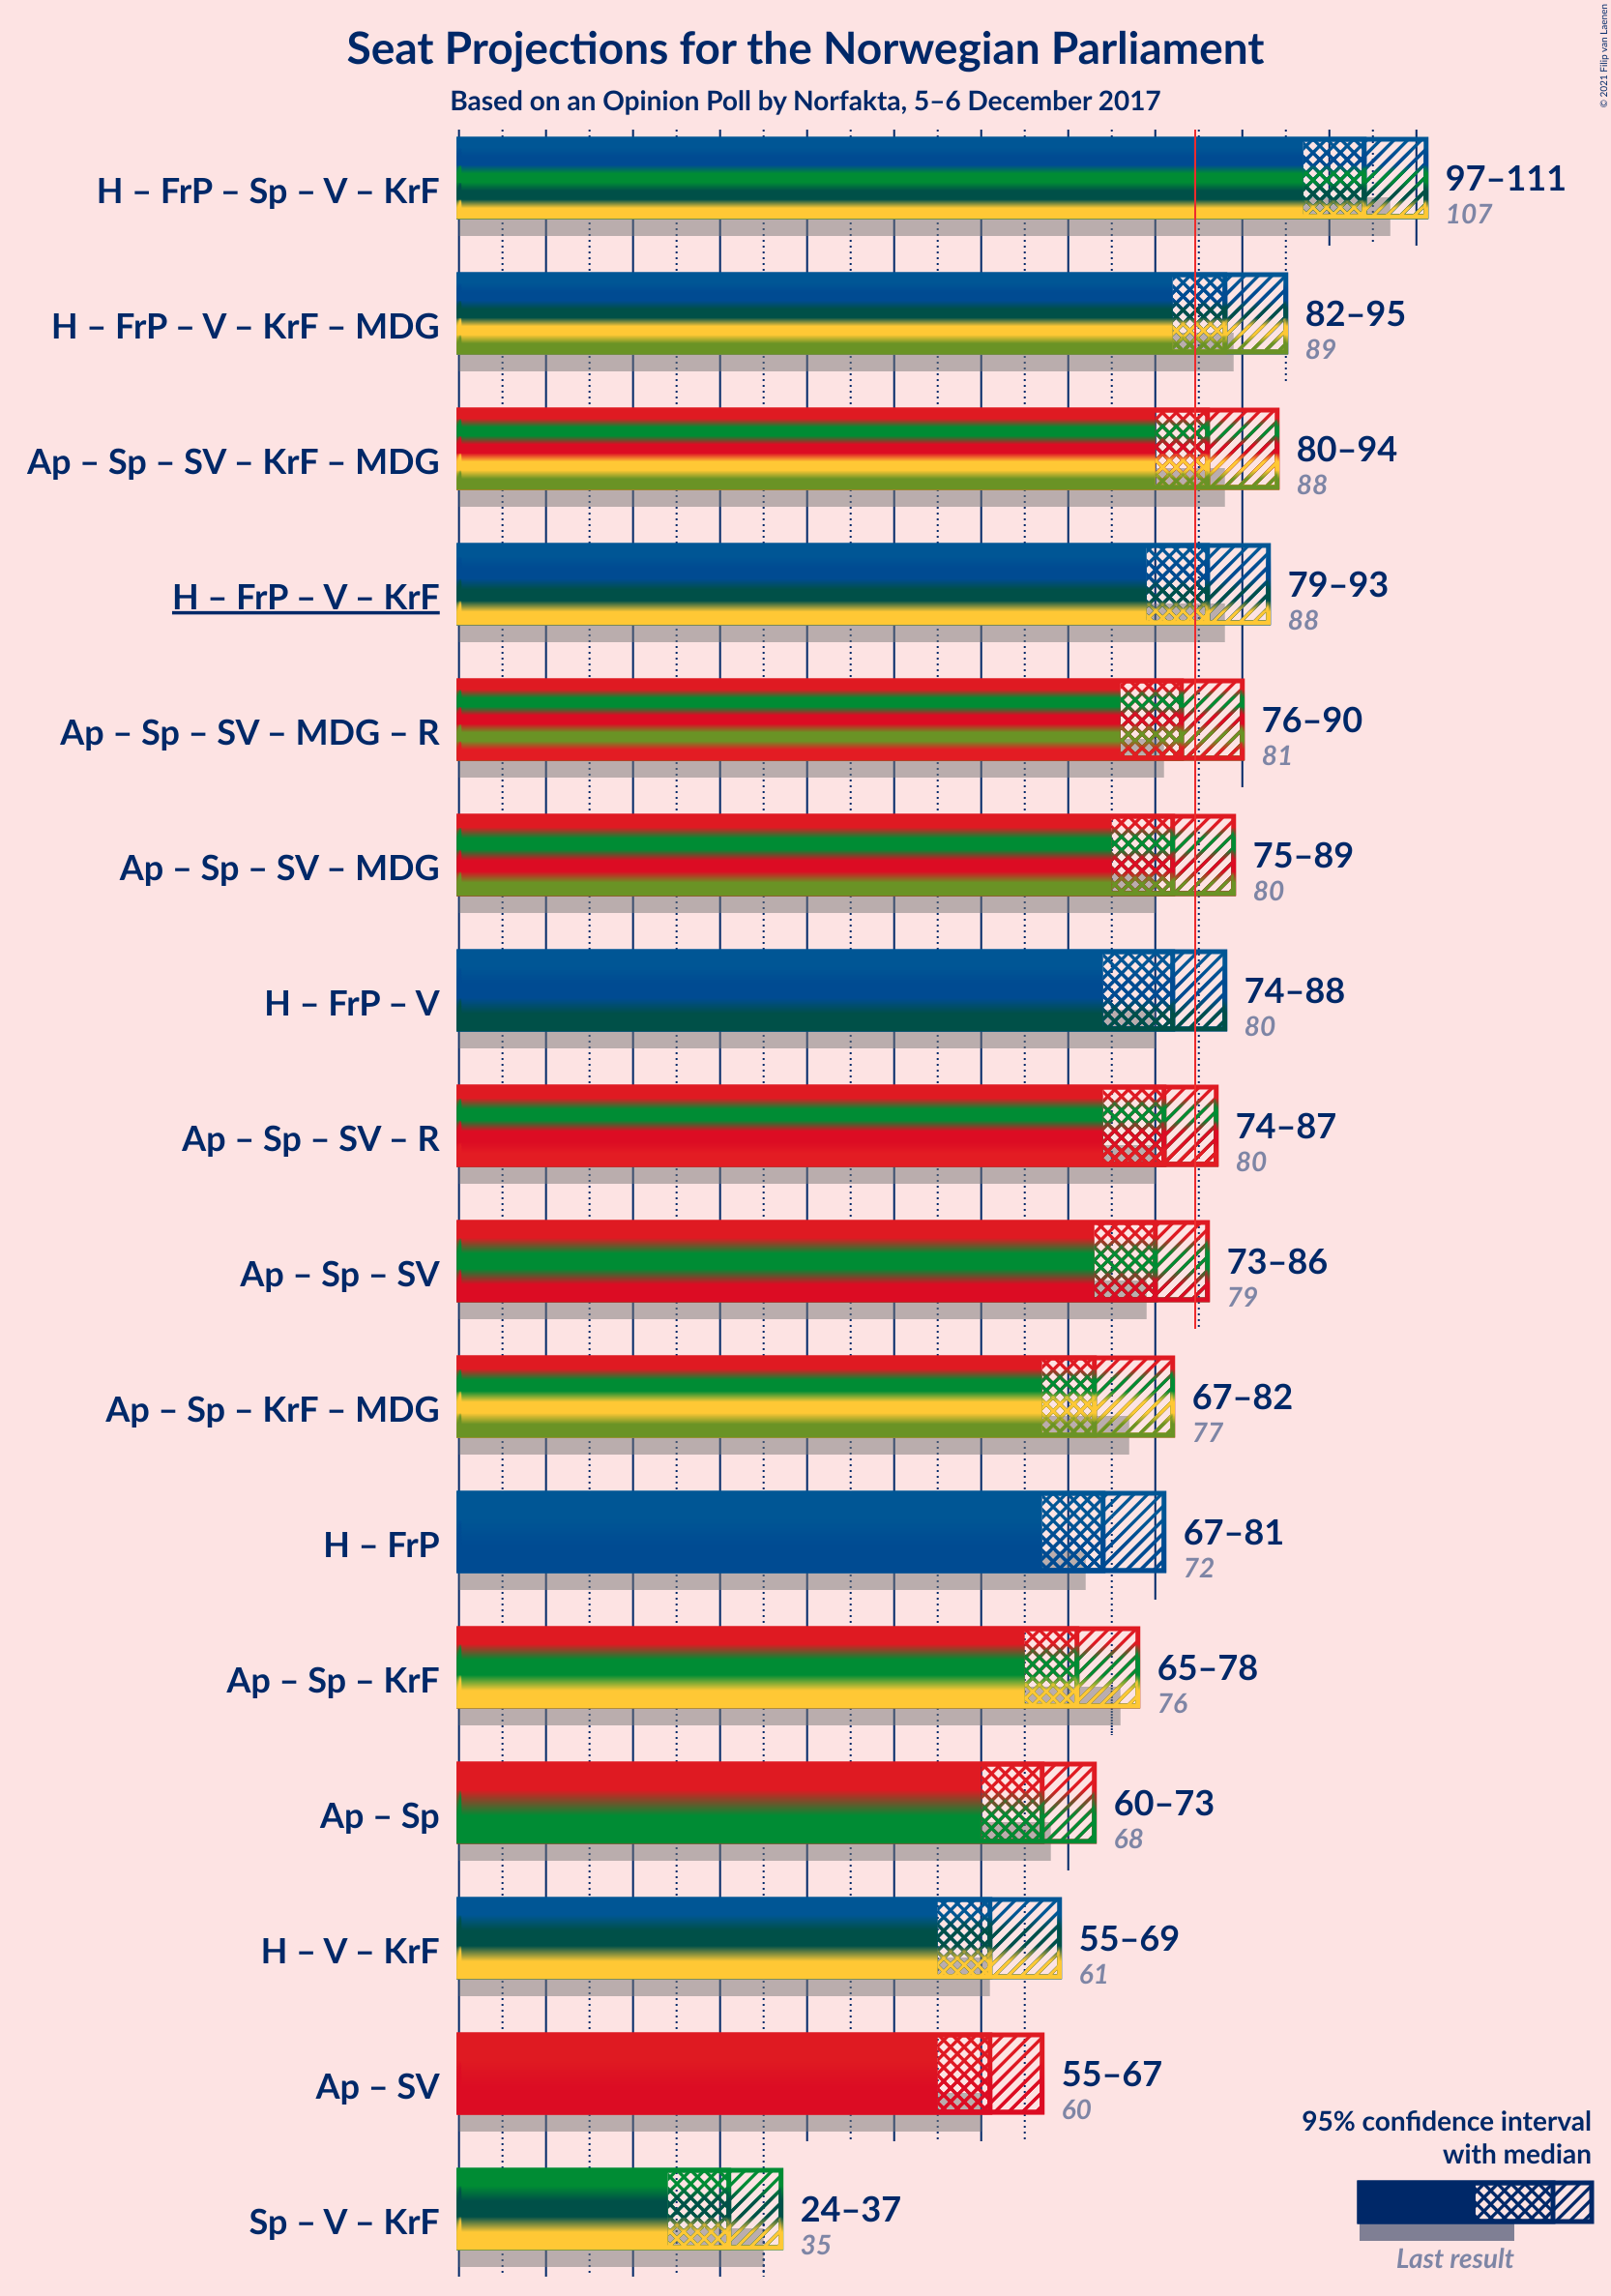 © 2021 Filip van Laenen
Seat Projections for the Norwegian Parliament
Based on an Opinion Poll by Norfakta, 5–6 December 2017
H – FrP – Sp – V – KrF
97–111
107
H – FrP – V – KrF – MDG
82–95
89
Ap – Sp – SV – KrF – MDG
80–94
88
H – FrP – V – KrF
79–93
88
Ap – Sp – SV – MDG – R
76–90
81
Ap – Sp – SV – MDG
75–89
80
H – FrP – V
74–88
80
Ap – Sp – SV – R
74–87
80
Ap – Sp – SV
73–86
79
Ap – Sp – KrF – MDG
67–82
77
H – FrP
67–81
72
Ap – Sp – KrF
65–78
76
Ap – Sp
60–73
68
H – V – KrF
55–69
61
Ap – SV
55–67
60
Sp – V – KrF
24–37
35
95% confidence interval
with median
Last result